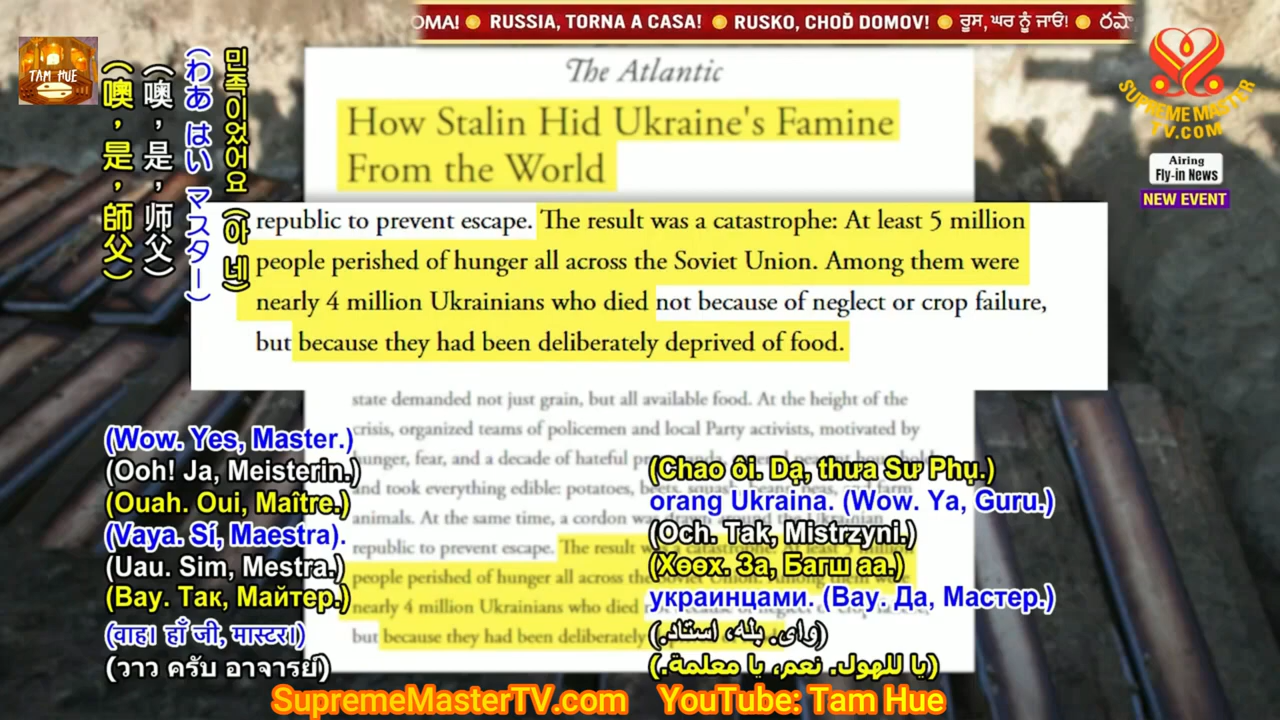 OMA! RUSSIA, TORNA A CASA! RUSKO, CHOĎ DOMOV! ਰੂਸ, ਘਰ ਨੂੰ ਜਾਓ!
TAM HUE
SUPREME MASTER
TV.COM
Airing
Fly-in News
NEW EVENT
민족이었어요 (아 네)
(わあ はい マスター)
(噢，是，师父)
(噢，是，師父)
The Atlantic
How Stalin Hid Ukraine's Famine
From the World
republic to prevent escape. The result was a catastrophe: At least 5 million
people perished of hunger all across the Soviet Union. Among them were
nearly 4 million Ukrainians who died not because of neglect or crop failure,
but because they had been deliberately deprived of food.
state demanded not just grain, but all available food. At the height of the
crisis, organized teams of policemen and local Party activists, motivated by
hunger, fear, and a decade of hateful
and took everything edible: potatoes,
animals. At the same time, a cordon
republic to prevent escape. The result
people perished of hunger all across the
nearly 4 million Ukrainians who died
but because they had been deliberately
(Wow. Yes, Master.)
(Ooh! Ja, Meisterin.)
(Ouah. Oui, Maître.)
(Vaya. Sí, Maestra).
(Uau. Sim, Mestra.)
(Вау. Так, Майтер.)
(वाह। हाँ जी, मास्टर।)
(วาว ครับ อาจารย์)
(Chao ôi. Dạ, thưa Sư Phụ.)
orang Ukraina. (Wow. Ya, Guru.)
(Och. Tak, Mistrzyni.)
(Хөөх. За, Багш аа.)
украинцами. (Вау. Да, Мастер.)
(وای. بله، استاد.)
(يا للهول. نعم، يا معلمة.)
SupremeMasterTV.com YouTube: Tam Hue